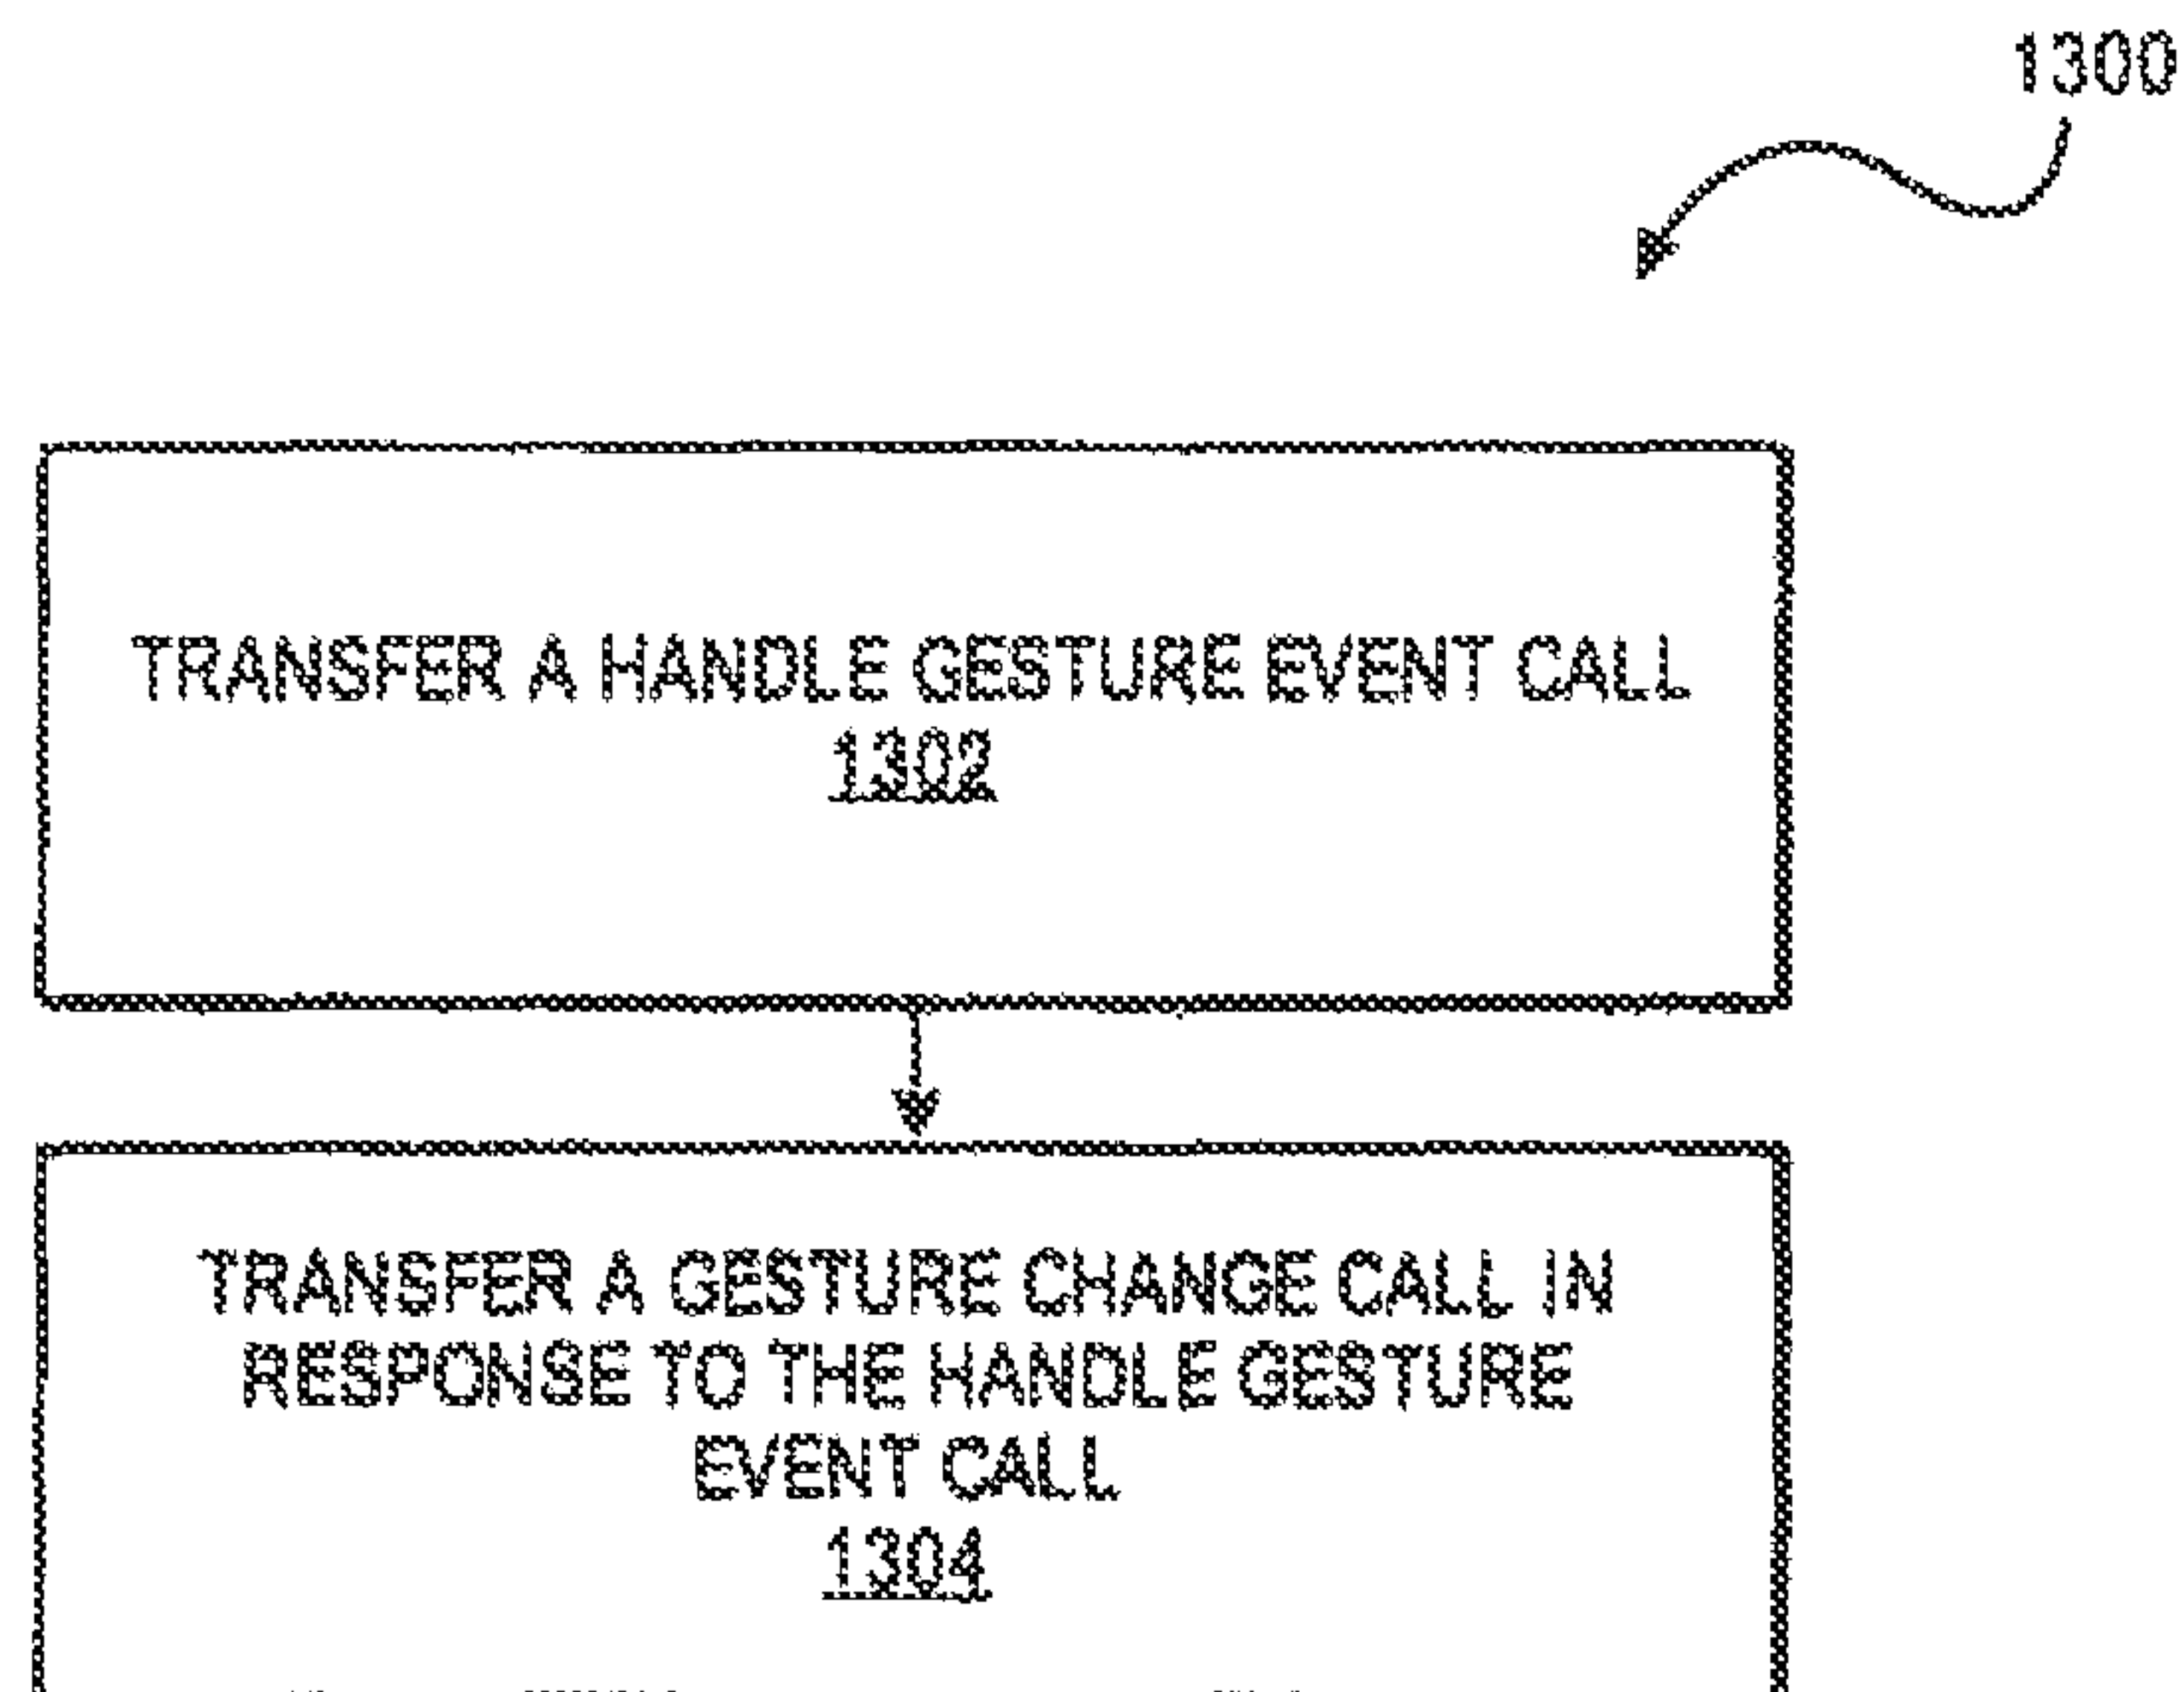 1300
TRANSFER A HANDLE GESTURE EVENT CALL
1302
TRANSFER A GESTURE CHANGE CALL IN
RESPONSE TO THE HANDLE GESTURE
EVENT CALL
1304